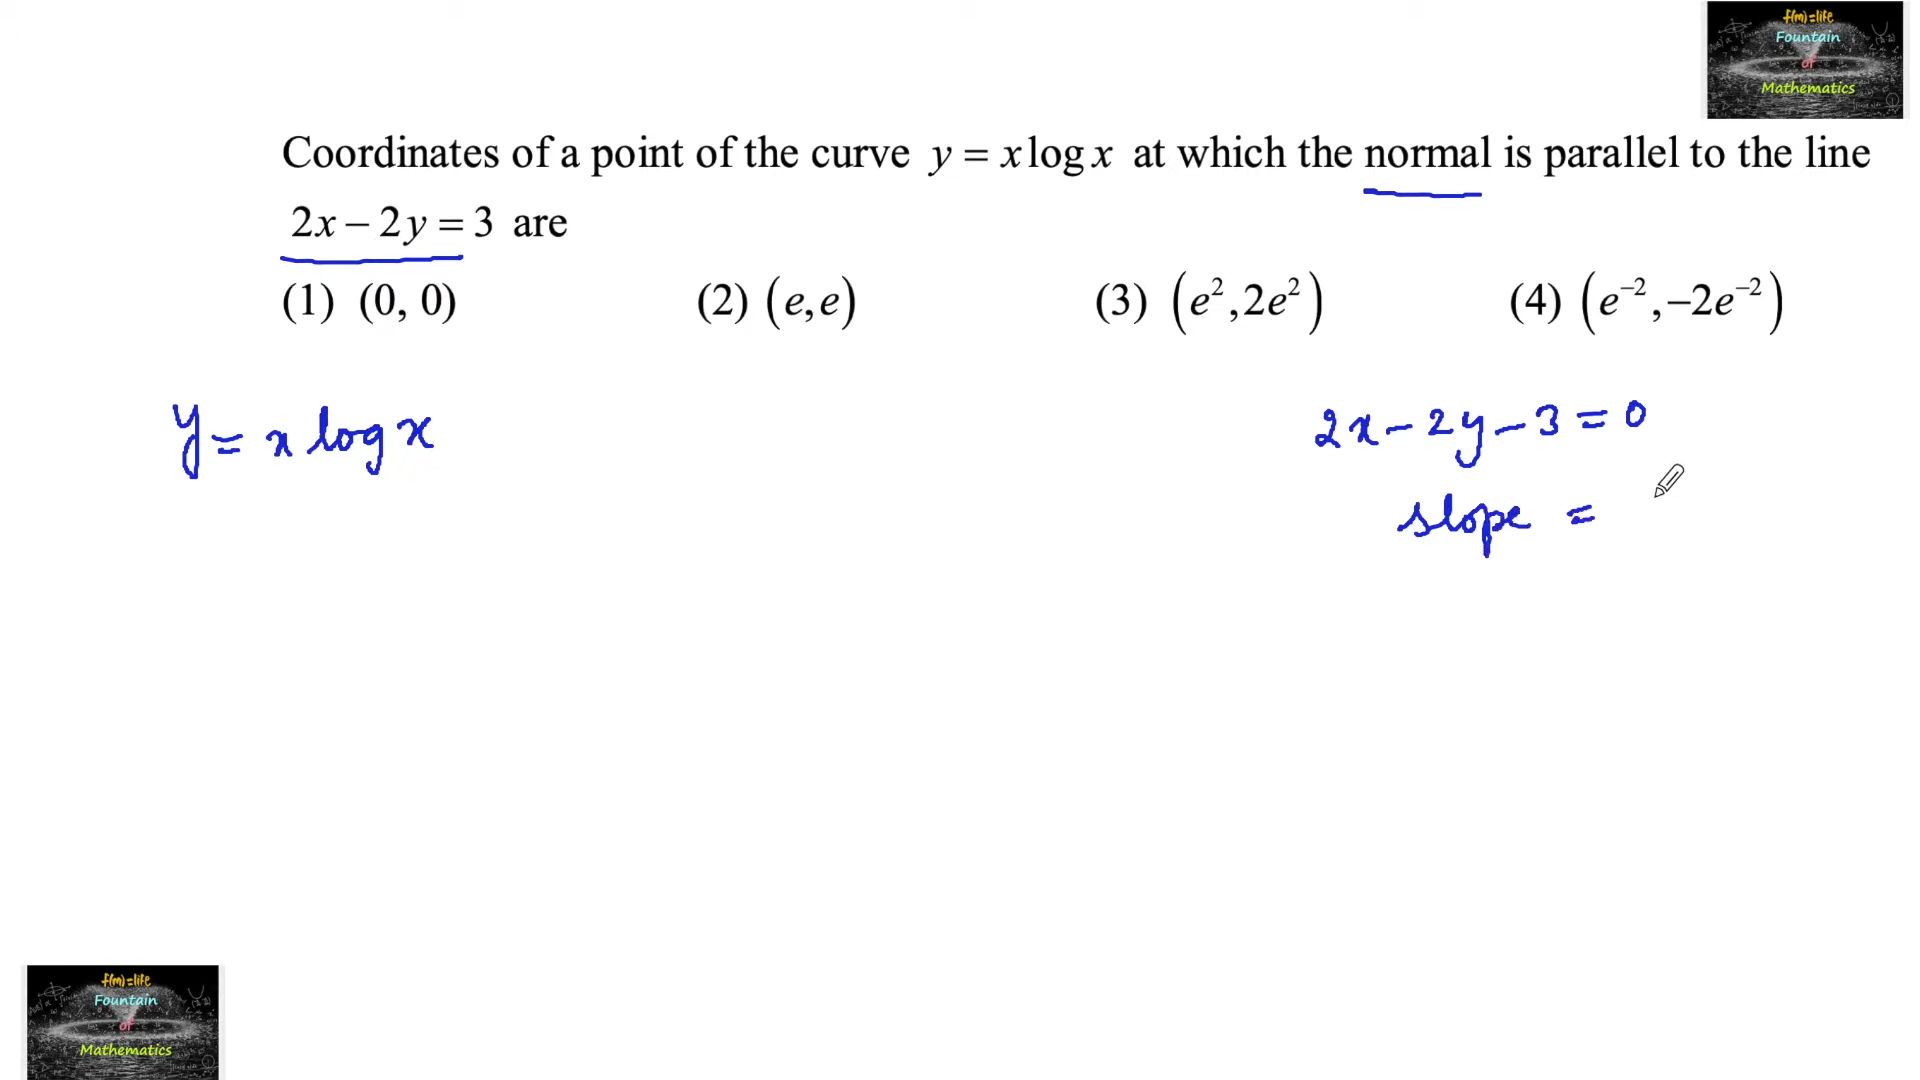 f(m)=life
Fountain
of
Mathematics
Coordinates of a point of the curve y = x log x at which the normal is parallel to the line
2x − 2y = 3 are
(1) (0, 0) (2) (e, e) (3) (e², 2e²) (4) (e⁻², −2e⁻²)
y = x log x
2x − 2y − 3 = 0
slope =
f(m)=life
Fountain
of
Mathematics